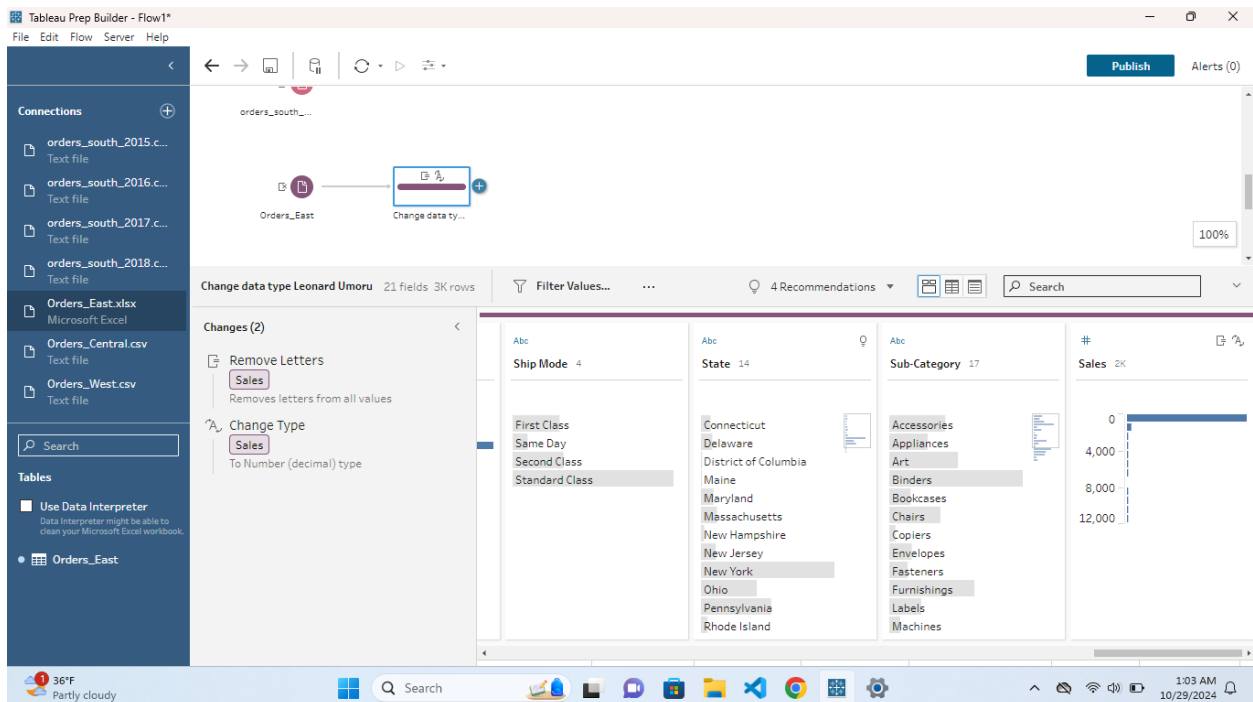 Tableau Prep Builder - Flow1*
File Edit Flow Server Help
Publish
Alerts (0)
Connections
orders_south_2015.c...
Text file
orders_south_2016.c...
Text file
orders_south_2017.c...
Text file
orders_south_2018.c...
Text file
Orders_East.xlsx
Microsoft Excel
Orders_Central.csv
Text file
Orders_West.csv
Text file
Search
Tables
Use Data Interpreter
Data Interpreter might be able to
clean your Microsoft Excel workbook.
Orders_East
orders_south_...
Orders_East
Change data ty...
100%
Change data type Leonard Umoru 21 fields 3K rows
Filter Values...
...
4 Recommendations
Search
Changes (2)
Remove Letters
Sales
Removes letters from all values
Change Type
Sales
To Number (decimal) type
Abc
Ship Mode 4
First Class
Same Day
Second Class
Standard Class
Abc
State 14
Connecticut
Delaware
District of Columbia
Maine
Maryland
Massachusetts
New Hampshire
New Jersey
New York
Ohio
Pennsylvania
Rhode Island
Abc
Sub-Category 17
Accessories
Appliances
Art
Binders
Bookcases
Chairs
Copiers
Envelopes
Fasteners
Furnishings
Labels
Machines
#
Sales 2K
0
4,000
8,000
12,000
1
36°F
Partly cloudy
Search
1:03 AM
10/29/2024